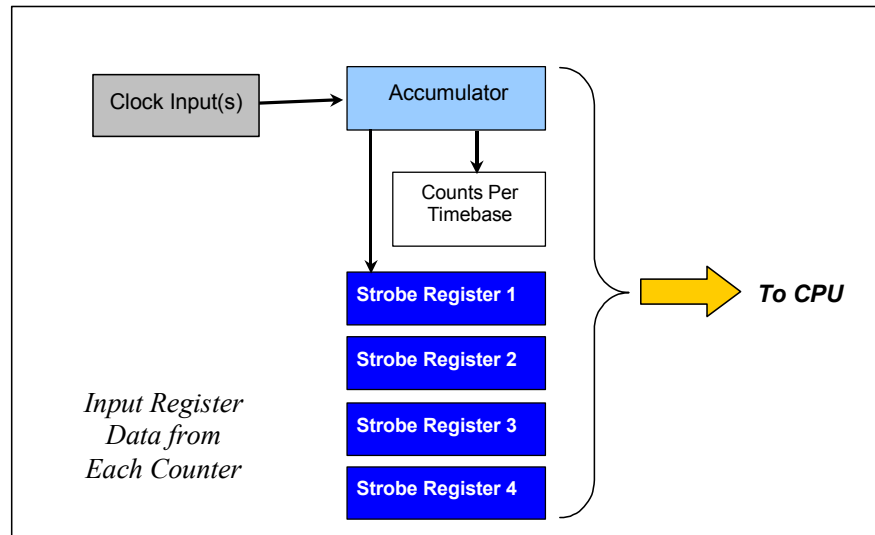 Clock Input(s)
Accumulator
Counts Per
Timebase
Strobe Register 1
To CPU
Strobe Register 2
Strobe Register 3
Strobe Register 4
Input Register
Data from
Each Counter